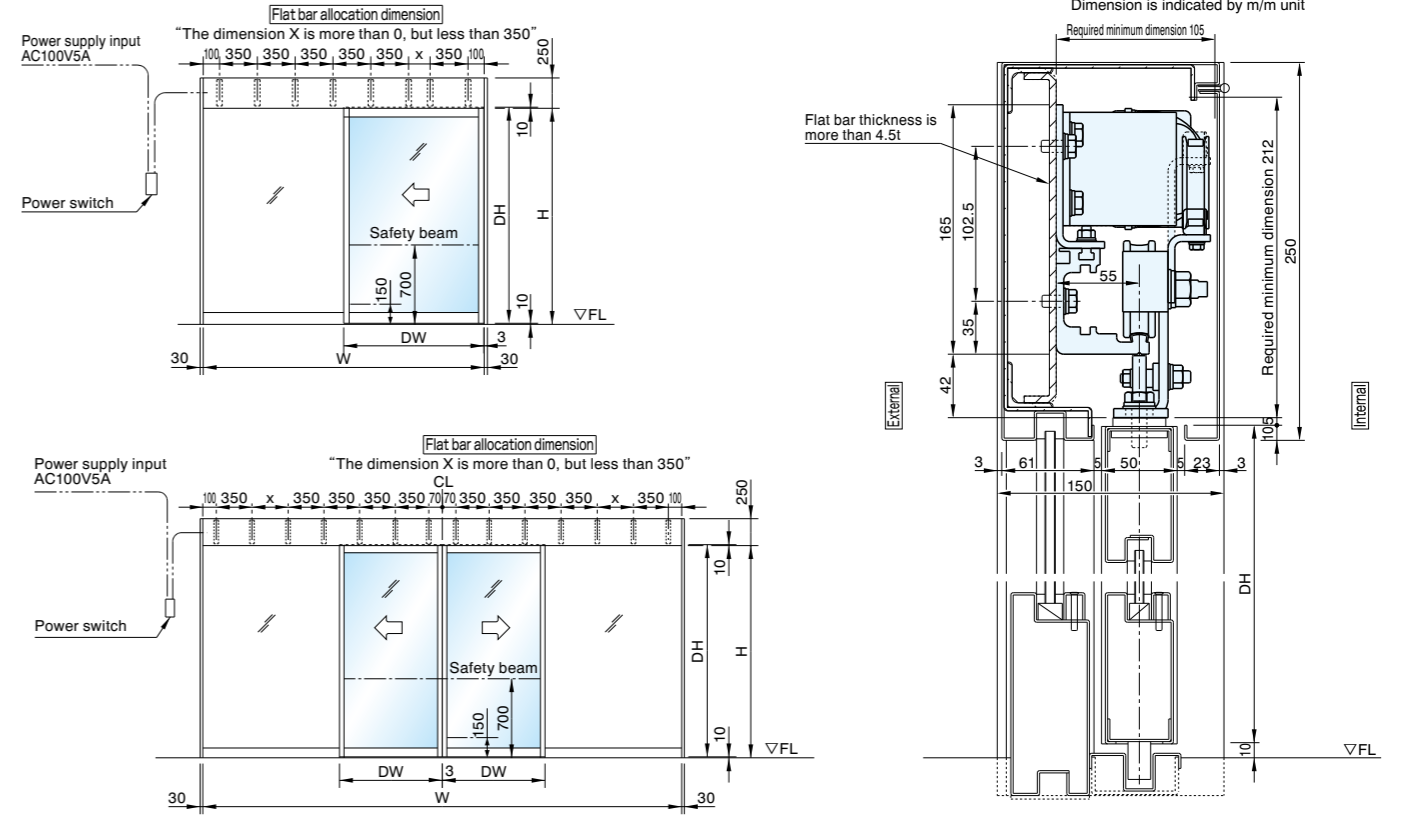 Flat bar allocation dimension
“The dimension X is more than 0, but less than 350”
Power supply input
AC100V5A
100 350 350 350 350 350 x 350 100
250
10
Safety beam
DH
H
150
700
10
Power switch
▽FL
DW
3
30
W
30
Flat bar allocation dimension
“The dimension X is more than 0, but less than 350”
Power supply input
AC100V5A
CL
100 350 x 350 350 350 350 70 70 350 350 350 350 x 350 100
250
10
Power switch
Safety beam
DH
H
150
700
10
▽FL
DW
3
DW
30
W
30
Dimension is indicated by m/m unit
Required minimum dimension 105
Flat bar thickness is
more than 4.5t
165
102.5
55
35
42
Required minimum dimension 212
250
External
Internal
10.5
3 61 5 50 5 23 3
150
DH
10
▽FL